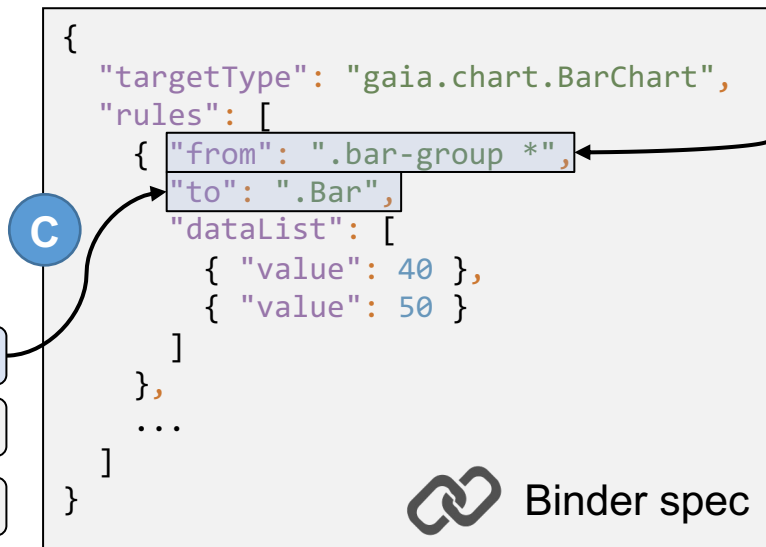 {
"targetType": "gaia.chart.BarChart",
"rules": [
{ "from": ".bar-group *",
"to": ".Bar",
C
"dataList": [
{ "value": 40 },
{ "value": 50 }
]
},
...
]
}
Binder spec